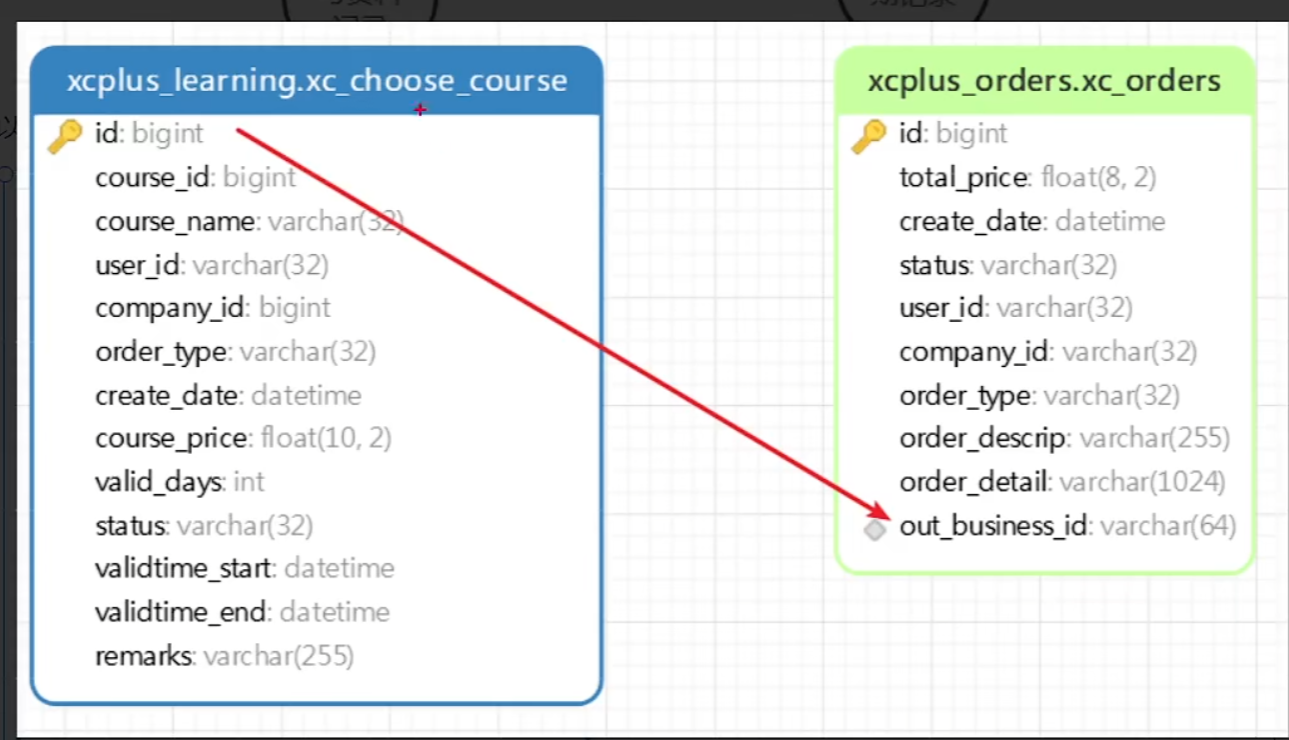 xcplus_learning.xc_choose_course
id: bigint
course_id: bigint
course_name: varchar(32)
user_id: varchar(32)
company_id: bigint
order_type: varchar(32)
create_date: datetime
course_price: float(10, 2)
valid_days: int
status: varchar(32)
validtime_start: datetime
validtime_end: datetime
remarks: varchar(255)
xcplus_orders.xc_orders
id: bigint
total_price: float(8, 2)
create_date: datetime
status: varchar(32)
user_id: varchar(32)
company_id: varchar(32)
order_type: varchar(32)
order_descrip: varchar(255)
order_detail: varchar(1024)
out_business_id: varchar(64)